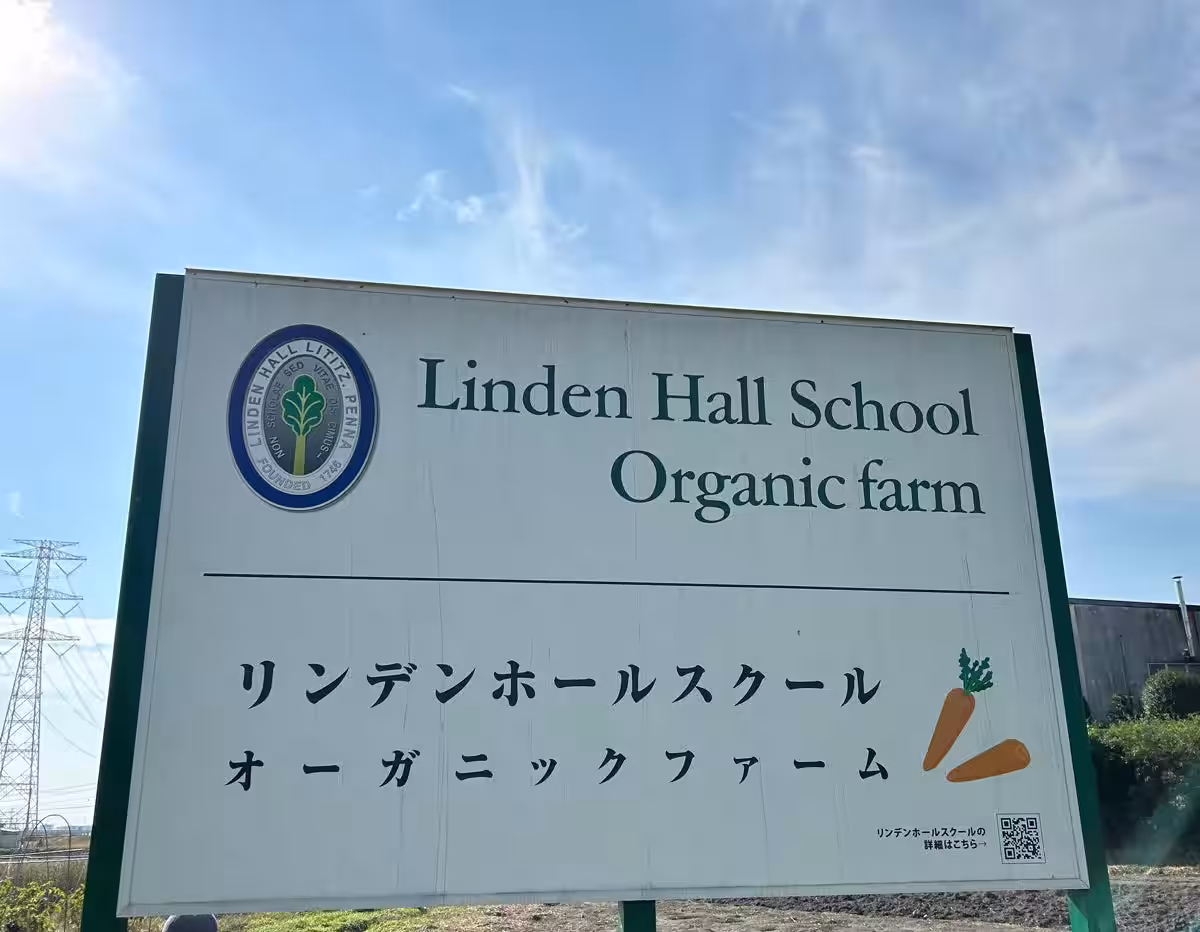 LINDEN HALL LITITZ, PENNA
FOUNDED 1746
NON SCHOLAE SED VITAE DISCIMUS
Linden Hall School
Organic farm
リンデンホールスクール
オーガニックファーム
リンデンホールスクールの
詳細はこちら→